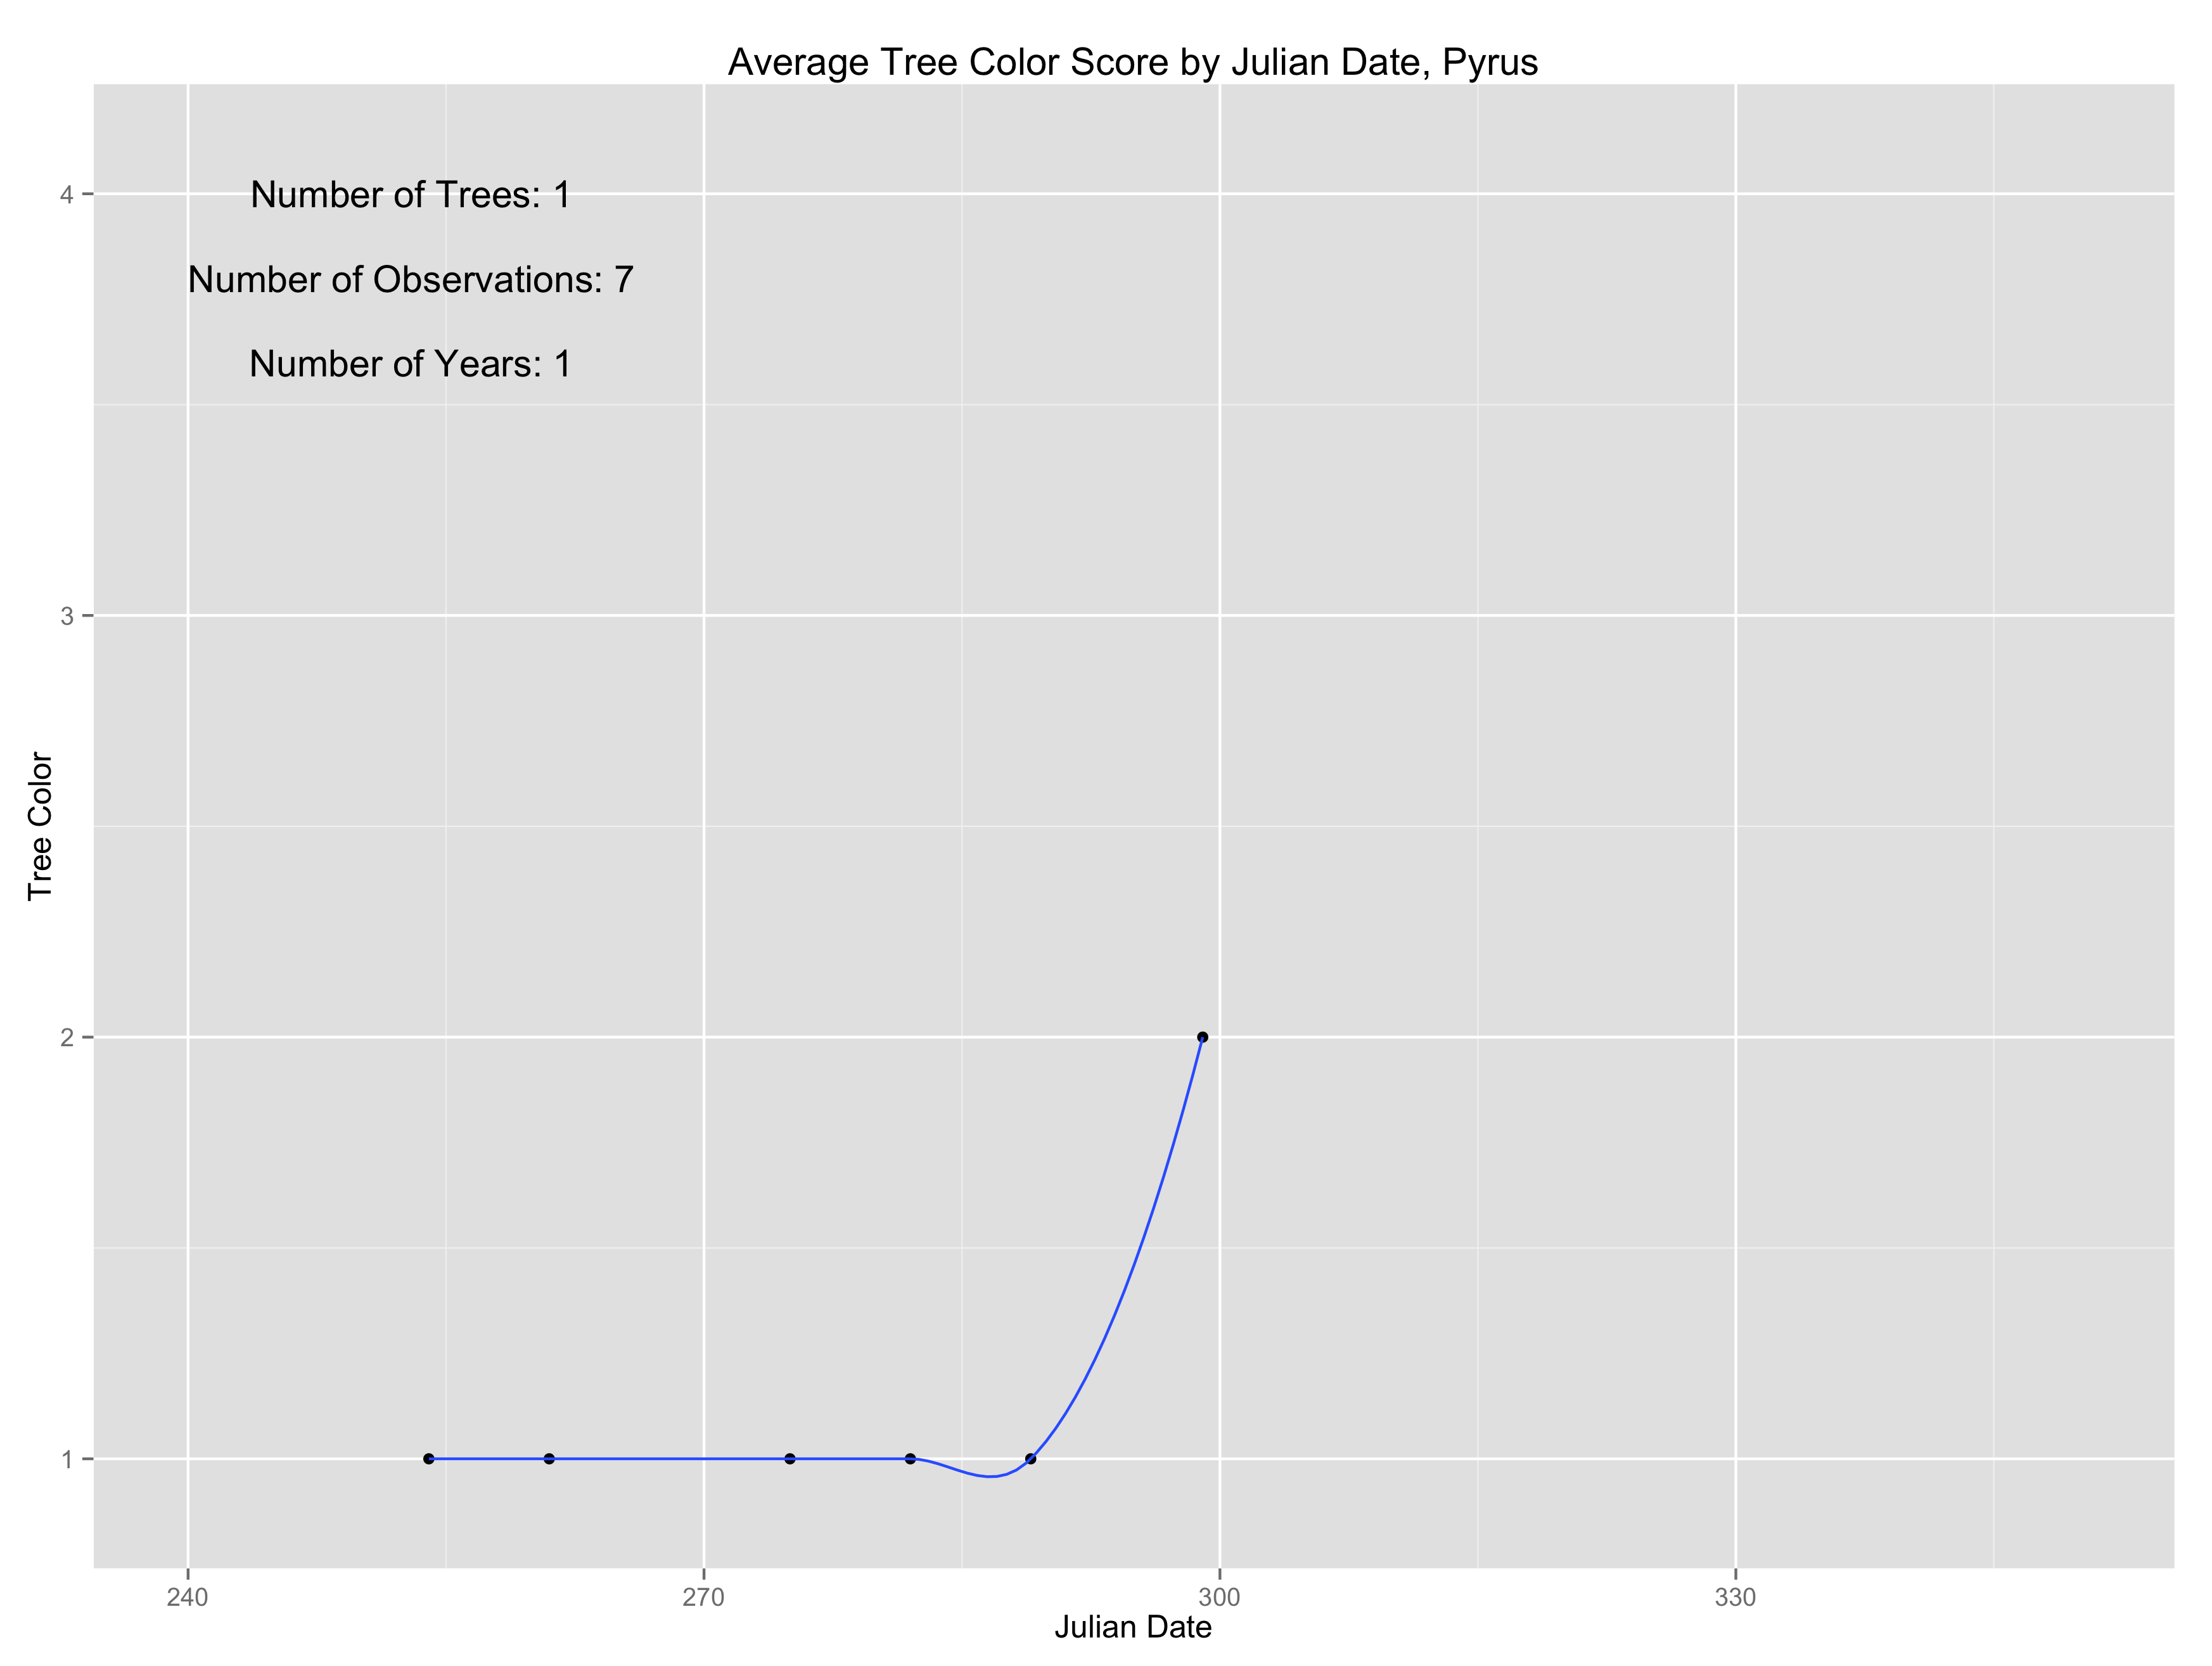 Average Tree Color Score by Julian Date, Pyrus
Number of Trees: 1
Number of Observations: 7
Number of Years: 1
Tree Color
4
3
2
1
240
270
300
330
Julian Date